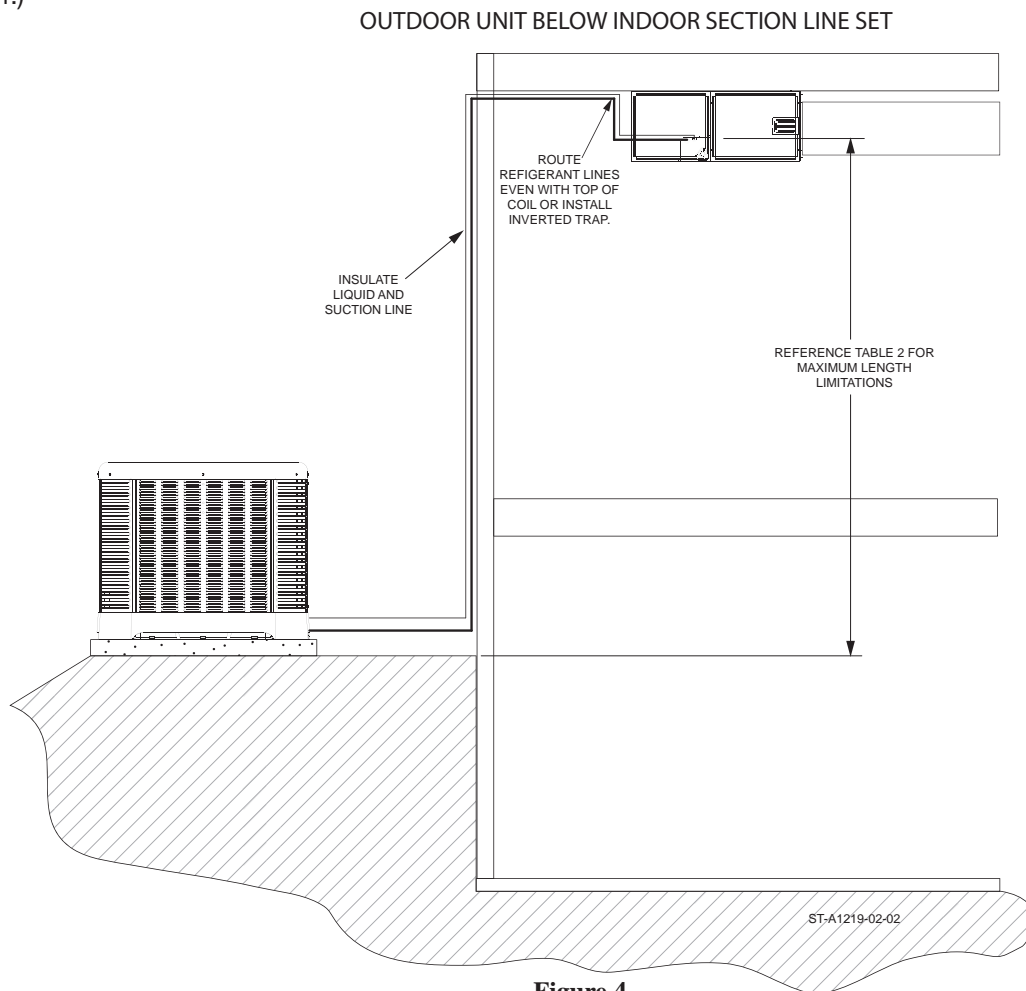 OUTDOOR UNIT BELOW INDOOR SECTION LINE SET
ROUTE
REFIGERANT LINES
EVEN WITH TOP OF
COIL OR INSTALL
INVERTED TRAP.
INSULATE
LIQUID AND
SUCTION LINE
REFERENCE TABLE 2 FOR
MAXIMUM LENGTH
LIMITATIONS
ST-A1219-02-02
Figure 4